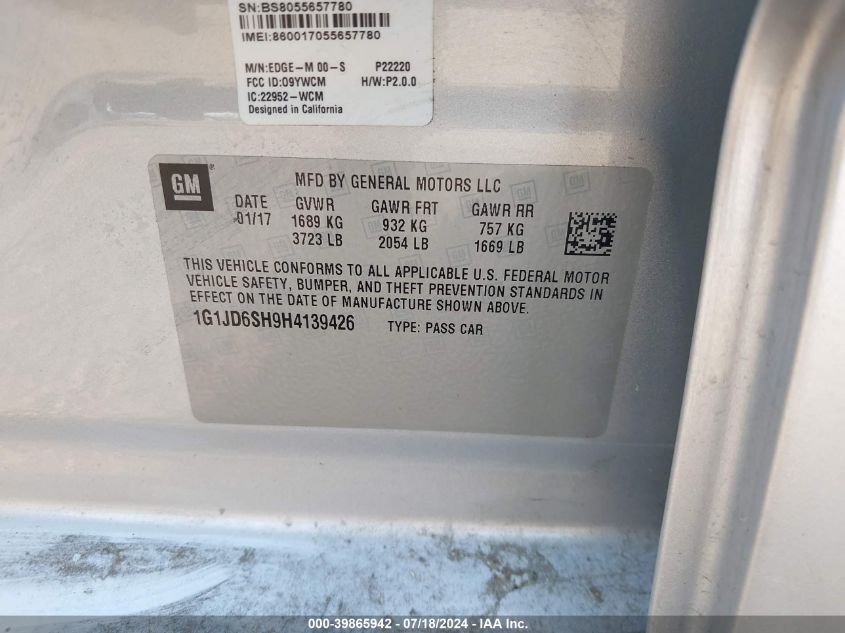 SN:BS8055657780
IMEI:860017055657780
M/N:EDGE-M 00-S P22220
FCC ID:O9YWCM H/W:P2.0.0
IC:22952-WCM
Designed in California
GM ® MFD BY GENERAL MOTORS LLC
DATE GVWR GAWR FRT GAWR RR
01/17 1689 KG 932 KG 757 KG
3723 LB 2054 LB 1669 LB
THIS VEHICLE CONFORMS TO ALL APPLICABLE U.S. FEDERAL MOTOR
VEHICLE SAFETY, BUMPER, AND THEFT PREVENTION STANDARDS IN
EFFECT ON THE DATE OF MANUFACTURE SHOWN ABOVE.
1G1JD6SH9H4139426 TYPE: PASS CAR
000-39865942 - 07/18/2024 - IAA Inc.